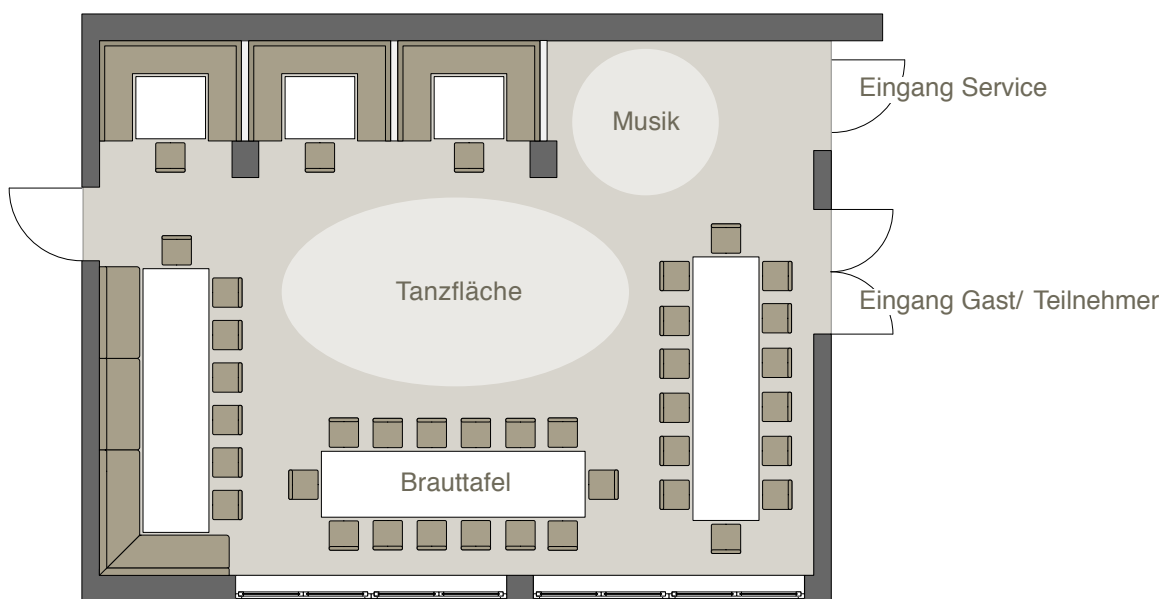 Eingang Service
Musik
Tanzfläche
Eingang Gast/ Teilnehmer
Brauttafel